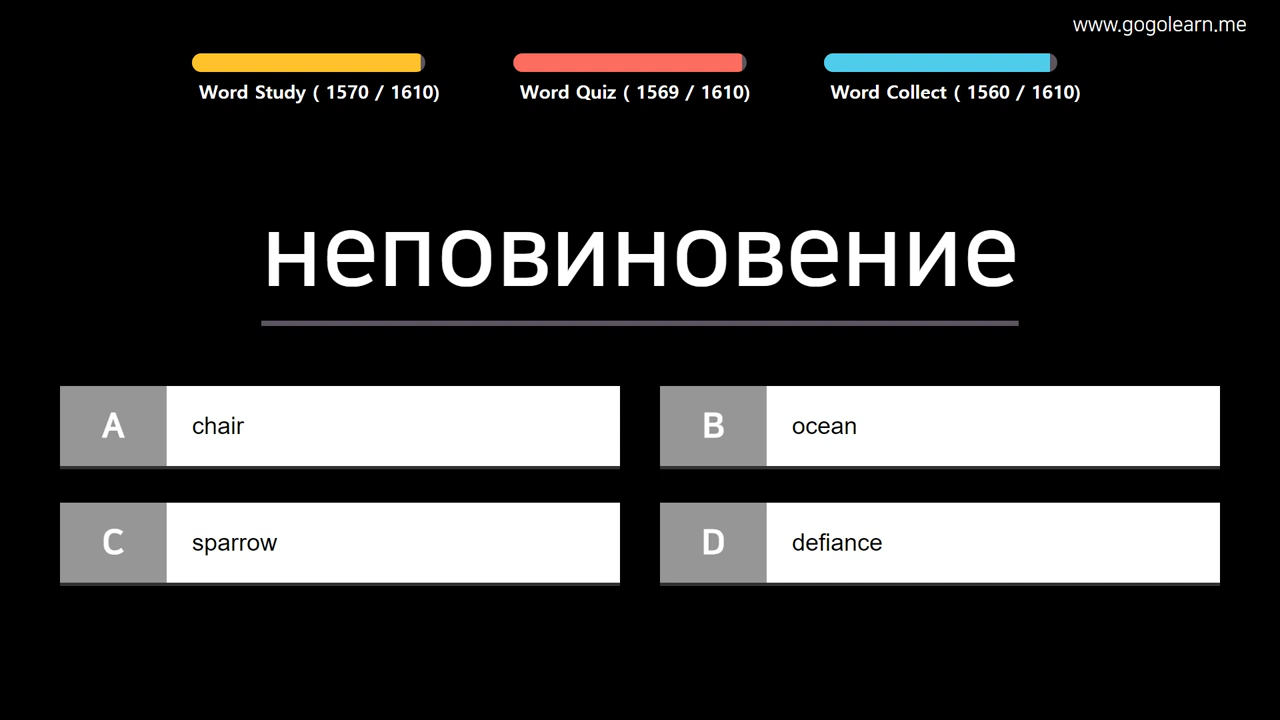 www.gogolearn.me
Word Study ( 1570 / 1610)
Word Quiz ( 1569 / 1610)
Word Collect ( 1560 / 1610)
неповиновение
A chair
B ocean
C sparrow
D defiance